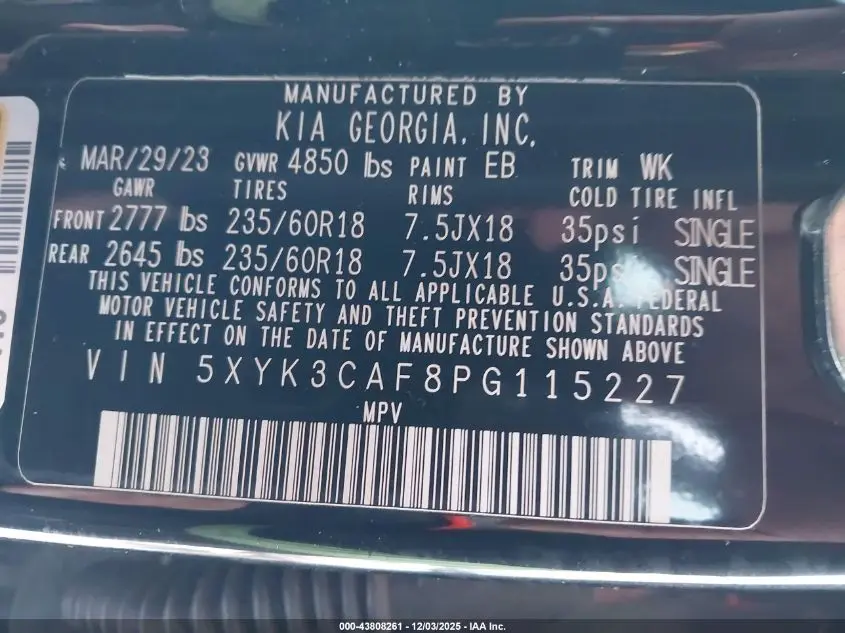 MANUFACTURED BY
KIA GEORGIA, INC.
MAR/29/23 GVWR 4850 lbs PAINT EB TRIM WK
GAWR TIRES RIMS COLD TIRE INFL
FRONT 2777 lbs 235/60R18 7.5JX18 35psi SINGLE
REAR 2645 lbs 235/60R18 7.5JX18 35psi SINGLE
THIS VEHICLE CONFORMS TO ALL APPLICABLE U.S.A. FEDERAL
MOTOR VEHICLE SAFETY AND THEFT PREVENTION STANDARDS
IN EFFECT ON THE DATE OF MANUFACTURE SHOWN ABOVE
VIN 5XYK3CAF8PG115227
MPV
000-43808261 - 12/03/2025 - IAA Inc.